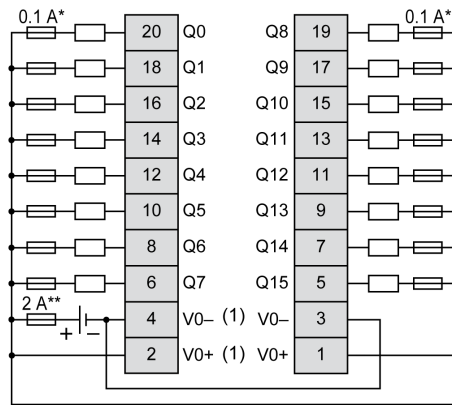 0.1 A* 20 Q0 Q8 19 0.1 A*
18 Q1 Q9 17
16 Q2 Q10 15
14 Q3 Q11 13
12 Q4 Q12 11
10 Q5 Q13 9
8 Q6 Q14 7
6 Q7 Q15 5
2 A** + − 4 V0− (1) V0− 3
2 V0+ (1) V0+ 1